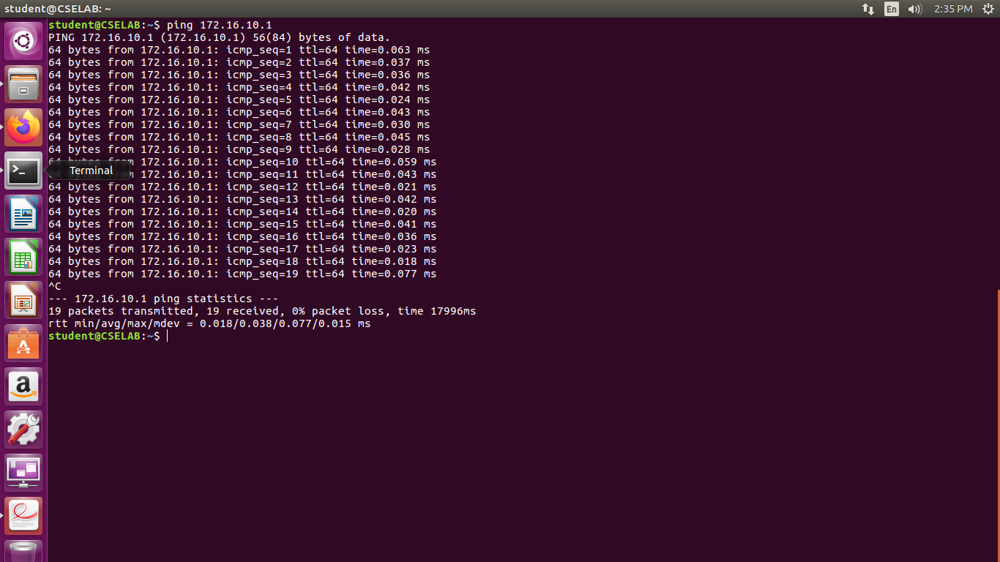 student@CSELAB: ~
En
2:35 PM
student@CSELAB:~$ ping 172.16.10.1
PING 172.16.10.1 (172.16.10.1) 56(84) bytes of data.
64 bytes from 172.16.10.1: icmp_seq=1 ttl=64 time=0.063 ms
64 bytes from 172.16.10.1: icmp_seq=2 ttl=64 time=0.037 ms
64 bytes from 172.16.10.1: icmp_seq=3 ttl=64 time=0.036 ms
64 bytes from 172.16.10.1: icmp_seq=4 ttl=64 time=0.042 ms
64 bytes from 172.16.10.1: icmp_seq=5 ttl=64 time=0.024 ms
64 bytes from 172.16.10.1: icmp_seq=6 ttl=64 time=0.043 ms
64 bytes from 172.16.10.1: icmp_seq=7 ttl=64 time=0.030 ms
64 bytes from 172.16.10.1: icmp_seq=8 ttl=64 time=0.045 ms
64 bytes from 172.16.10.1: icmp_seq=9 ttl=64 time=0.028 ms
64 bytes from 172.16.10.1: icmp_seq=10 ttl=64 time=0.059 ms
Terminal
64 bytes from 172.16.10.1: icmp_seq=11 ttl=64 time=0.043 ms
64 bytes from 172.16.10.1: icmp_seq=12 ttl=64 time=0.021 ms
64 bytes from 172.16.10.1: icmp_seq=13 ttl=64 time=0.042 ms
64 bytes from 172.16.10.1: icmp_seq=14 ttl=64 time=0.020 ms
64 bytes from 172.16.10.1: icmp_seq=15 ttl=64 time=0.041 ms
64 bytes from 172.16.10.1: icmp_seq=16 ttl=64 time=0.036 ms
64 bytes from 172.16.10.1: icmp_seq=17 ttl=64 time=0.023 ms
64 bytes from 172.16.10.1: icmp_seq=18 ttl=64 time=0.018 ms
64 bytes from 172.16.10.1: icmp_seq=19 ttl=64 time=0.077 ms
^C
--- 172.16.10.1 ping statistics ---
19 packets transmitted, 19 received, 0% packet loss, time 17996ms
rtt min/avg/max/mdev = 0.018/0.038/0.077/0.015 ms
student@CSELAB:~$